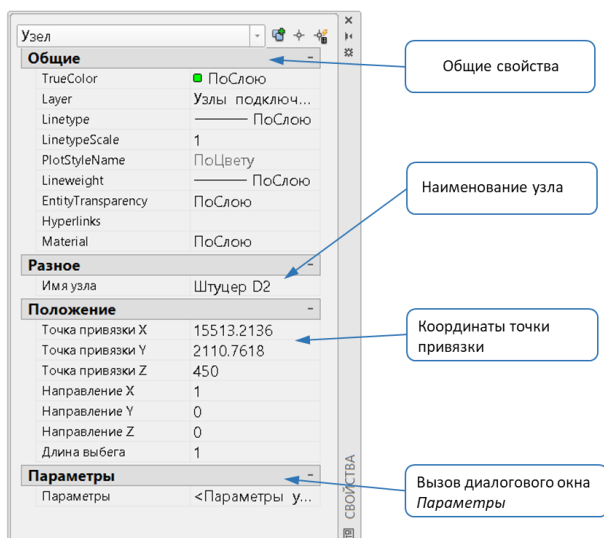 Узел
Общие
TrueColor ПоСлою
Layer Узлы подключ...
Linetype ПоСлою
LinetypeScale 1
PlotStyleName ПоЦвету
Lineweight ПоСлою
EntityTransparency ПоСлою
Hyperlinks
Material ПоСлою
Разное
Имя узла Штуцер D2
Положение
Точка привязки X 15513.2136
Точка привязки Y 2110.7618
Точка привязки Z 450
Направление X 1
Направление Y 0
Направление Z 0
Длина выбега 1
Параметры
Параметры <Параметры у...
СВОЙСТВА
Общие свойства
Наименование узла
Координаты точки
привязки
Вызов диалогового окна
Параметры